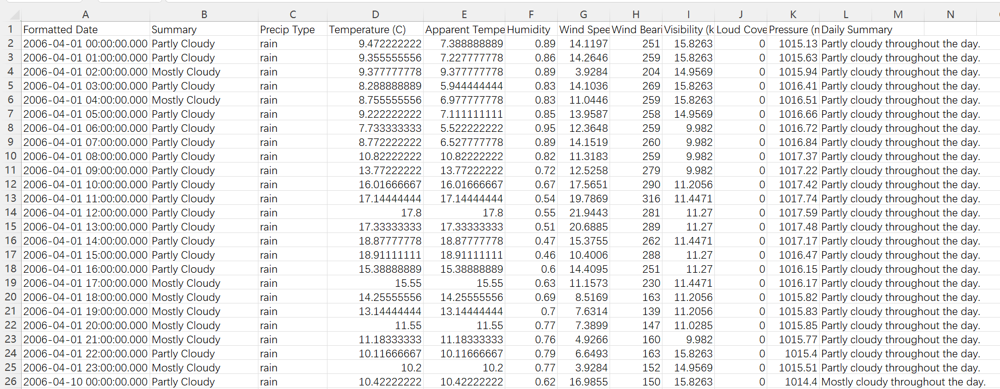 A B C D E F G H I J K L M N
1 Formatted Date Summary Precip Type Temperature (C) Apparent Tempe Humidity Wind Spee Wind Beari Visibility (k Loud Cove Pressure (n Daily Summary
2 2006-04-01 00:00:00.000 Partly Cloudy rain 9.472222222 7.388888889 0.89 14.1197 251 15.8263 0 1015.13 Partly cloudy throughout the day.
3 2006-04-01 01:00:00.000 Partly Cloudy rain 9.355555556 7.227777778 0.86 14.2646 259 15.8263 0 1015.63 Partly cloudy throughout the day.
4 2006-04-01 02:00:00.000 Mostly Cloudy rain 9.377777778 9.377777778 0.89 3.9284 204 14.9569 0 1015.94 Partly cloudy throughout the day.
5 2006-04-01 03:00:00.000 Partly Cloudy rain 8.288888889 5.944444444 0.83 14.1036 269 15.8263 0 1016.41 Partly cloudy throughout the day.
6 2006-04-01 04:00:00.000 Mostly Cloudy rain 8.755555556 6.977777778 0.83 11.0446 259 15.8263 0 1016.51 Partly cloudy throughout the day.
7 2006-04-01 05:00:00.000 Partly Cloudy rain 9.222222222 7.111111111 0.85 13.9587 258 14.9569 0 1016.66 Partly cloudy throughout the day.
8 2006-04-01 06:00:00.000 Partly Cloudy rain 7.733333333 5.522222222 0.95 12.3648 259 9.982 0 1016.72 Partly cloudy throughout the day.
9 2006-04-01 07:00:00.000 Partly Cloudy rain 8.772222222 6.527777778 0.89 14.1519 260 9.982 0 1016.84 Partly cloudy throughout the day.
10 2006-04-01 08:00:00.000 Partly Cloudy rain 10.82222222 10.82222222 0.82 11.3183 259 9.982 0 1017.37 Partly cloudy throughout the day.
11 2006-04-01 09:00:00.000 Partly Cloudy rain 13.77222222 13.77222222 0.72 12.5258 279 9.982 0 1017.22 Partly cloudy throughout the day.
12 2006-04-01 10:00:00.000 Partly Cloudy rain 16.01666667 16.01666667 0.67 17.5651 290 11.2056 0 1017.42 Partly cloudy throughout the day.
13 2006-04-01 11:00:00.000 Partly Cloudy rain 17.14444444 17.14444444 0.54 19.7869 316 11.4471 0 1017.74 Partly cloudy throughout the day.
14 2006-04-01 12:00:00.000 Partly Cloudy rain 17.8 17.8 0.55 21.9443 281 11.27 0 1017.59 Partly cloudy throughout the day.
15 2006-04-01 13:00:00.000 Partly Cloudy rain 17.33333333 17.33333333 0.51 20.6885 289 11.27 0 1017.48 Partly cloudy throughout the day.
16 2006-04-01 14:00:00.000 Partly Cloudy rain 18.87777778 18.87777778 0.47 15.3755 262 11.4471 0 1017.17 Partly cloudy throughout the day.
17 2006-04-01 15:00:00.000 Partly Cloudy rain 18.91111111 18.91111111 0.46 10.4006 288 11.27 0 1016.47 Partly cloudy throughout the day.
18 2006-04-01 16:00:00.000 Partly Cloudy rain 15.38888889 15.38888889 0.6 14.4095 251 11.27 0 1016.15 Partly cloudy throughout the day.
19 2006-04-01 17:00:00.000 Mostly Cloudy rain 15.55 15.55 0.63 11.1573 230 11.4471 0 1016.17 Partly cloudy throughout the day.
20 2006-04-01 18:00:00.000 Mostly Cloudy rain 14.25555556 14.25555556 0.69 8.5169 163 11.2056 0 1015.82 Partly cloudy throughout the day.
21 2006-04-01 19:00:00.000 Mostly Cloudy rain 13.14444444 13.14444444 0.7 7.6314 139 11.2056 0 1015.83 Partly cloudy throughout the day.
22 2006-04-01 20:00:00.000 Mostly Cloudy rain 11.55 11.55 0.77 7.3899 147 11.0285 0 1015.85 Partly cloudy throughout the day.
23 2006-04-01 21:00:00.000 Mostly Cloudy rain 11.18333333 11.18333333 0.76 4.9266 160 9.982 0 1015.77 Partly cloudy throughout the day.
24 2006-04-01 22:00:00.000 Partly Cloudy rain 10.11666667 10.11666667 0.79 6.6493 163 15.8263 0 1015.4 Partly cloudy throughout the day.
25 2006-04-01 23:00:00.000 Mostly Cloudy rain 10.2 10.2 0.77 3.9284 152 14.9569 0 1015.51 Partly cloudy throughout the day.
26 2006-04-10 00:00:00.000 Partly Cloudy rain 10.42222222 10.42222222 0.62 16.9855 150 15.8263 0 1014.4 Mostly cloudy throughout the day.